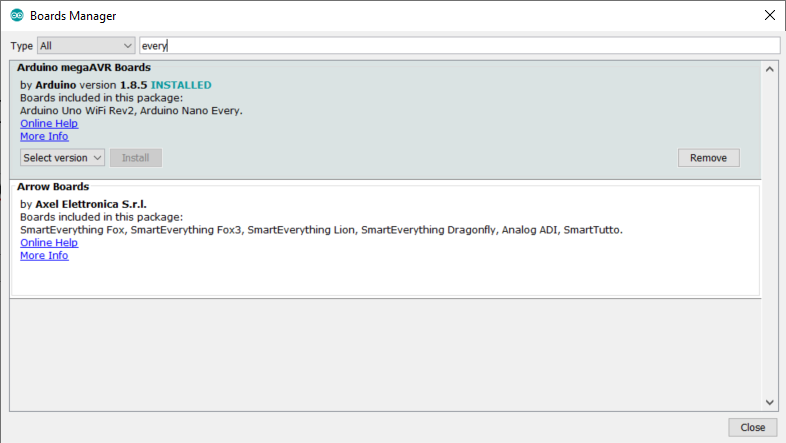 Boards Manager
Type All every
Arduino megaAVR Boards
by Arduino version 1.8.5 INSTALLED
Boards included in this package:
Arduino Uno WiFi Rev2, Arduino Nano Every.
Online Help
More Info
Select version Install Remove
Arrow Boards
by Axel Elettronica S.r.l.
Boards included in this package:
SmartEverything Fox, SmartEverything Fox3, SmartEverything Lion, SmartEverything Dragonfly, Analog ADI, SmartTutto.
Online Help
More Info
Close